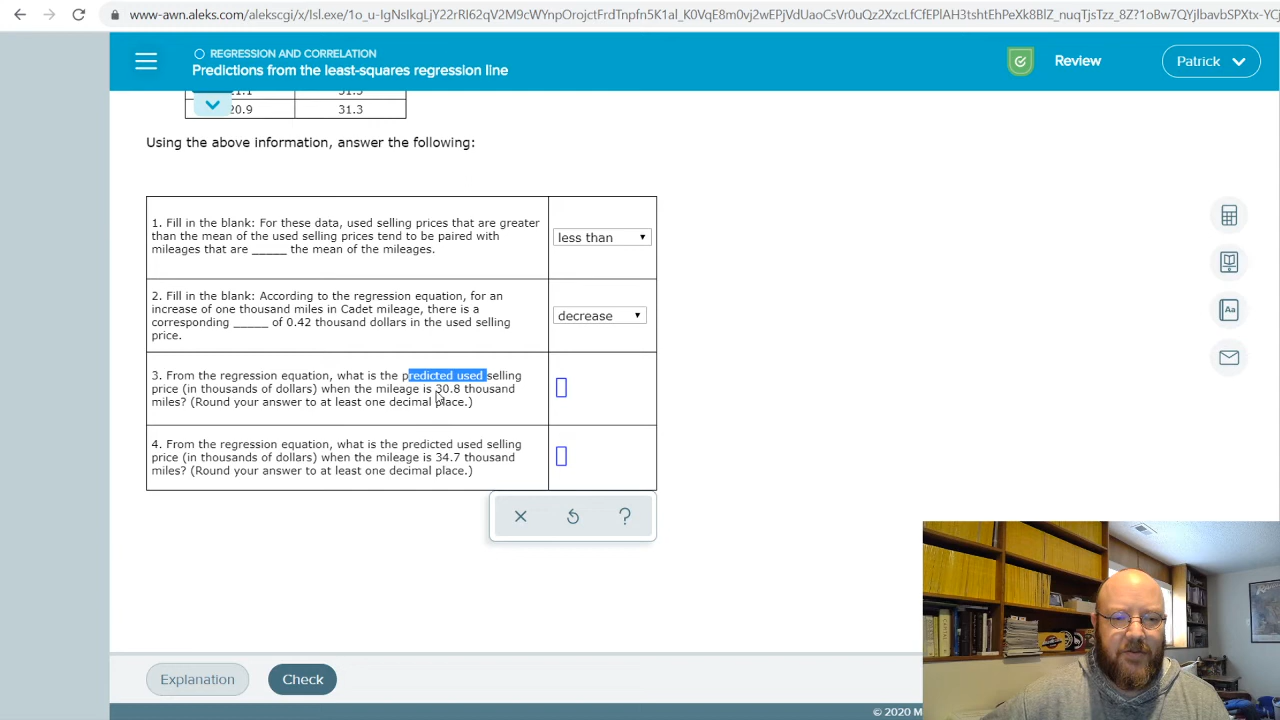 www-awn.aleks.com/alekscgi/x/Isl.exe/
REGRESSION AND CORRELATION
Predictions from the least-squares regression line
Review
Patrick
31.3
20.9 31.3
Using the above information, answer the following:
1. Fill in the blank: For these data, used selling prices that are greater
than the mean of the used selling prices tend to be paired with
mileages that are _____ the mean of the mileages.
less than
2. Fill in the blank: According to the regression equation, for an
increase of one thousand miles in Cadet mileage, there is a
corresponding _____ of 0.42 thousand dollars in the used selling
price.
decrease
3. From the regression equation, what is the predicted used selling
price (in thousands of dollars) when the mileage is 30.8 thousand
miles? (Round your answer to at least one decimal place.)
4. From the regression equation, what is the predicted used selling
price (in thousands of dollars) when the mileage is 34.7 thousand
miles? (Round your answer to at least one decimal place.)
?
Aa
Explanation
Check
© 2020 M